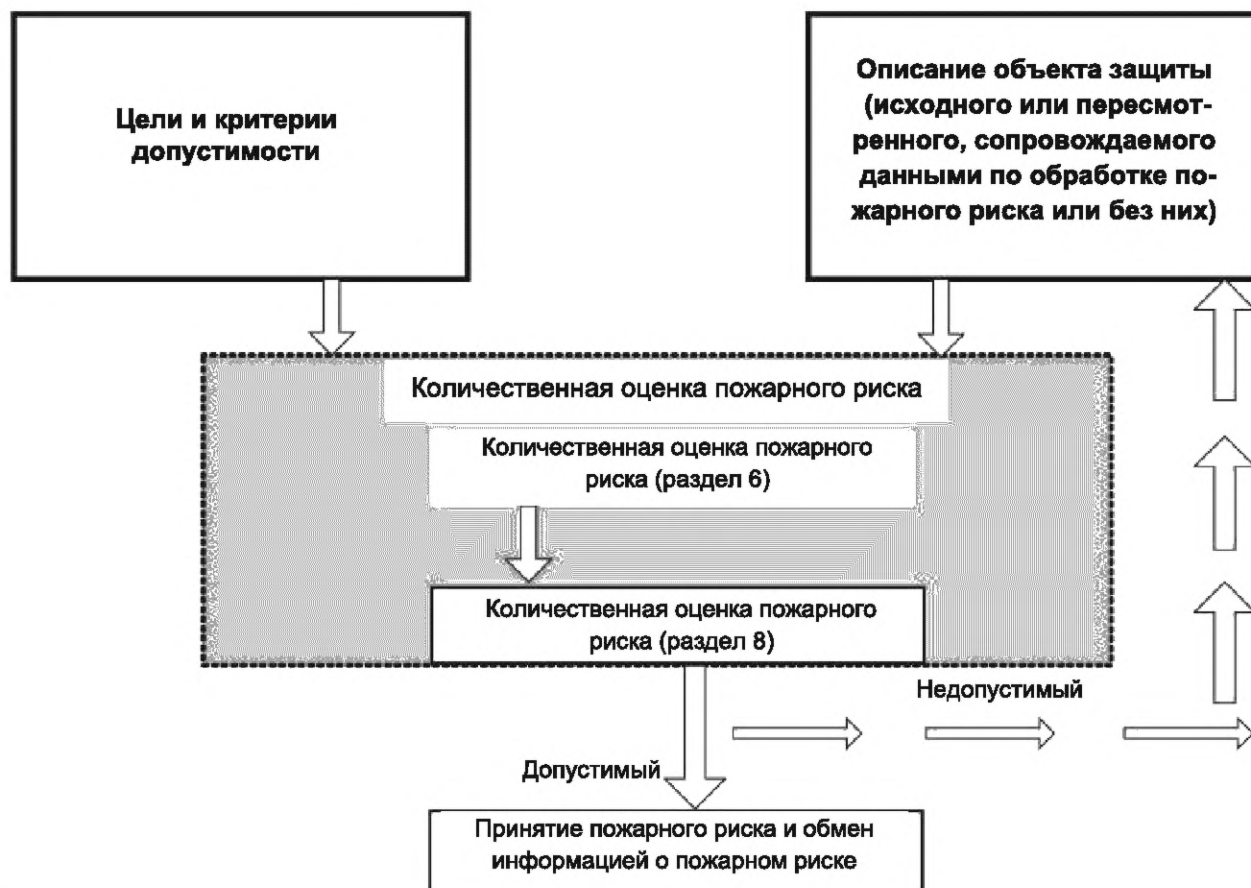 Цели и критерии
допустимости
Описание объекта защиты
(исходного или пересмот-
ренного, сопровождаемого
данными по обработке по-
жарного риска или без них)
Количественная оценка пожарного риска
Количественная оценка пожарного
риска (раздел 6)
Количественная оценка пожарного
риска (раздел 8)
Недопустимый
Допустимый
Принятие пожарного риска и обмен
информацией о пожарном риске